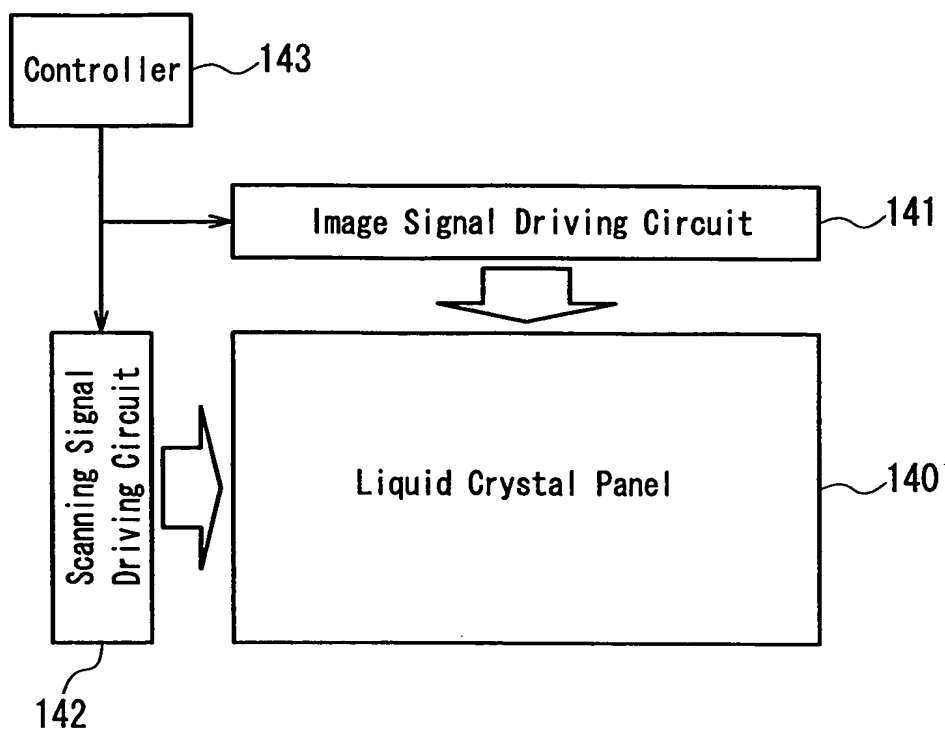 Controller
143
Image Signal Driving Circuit
141
Scanning Signal
Driving Circuit
142
Liquid Crystal Panel
140